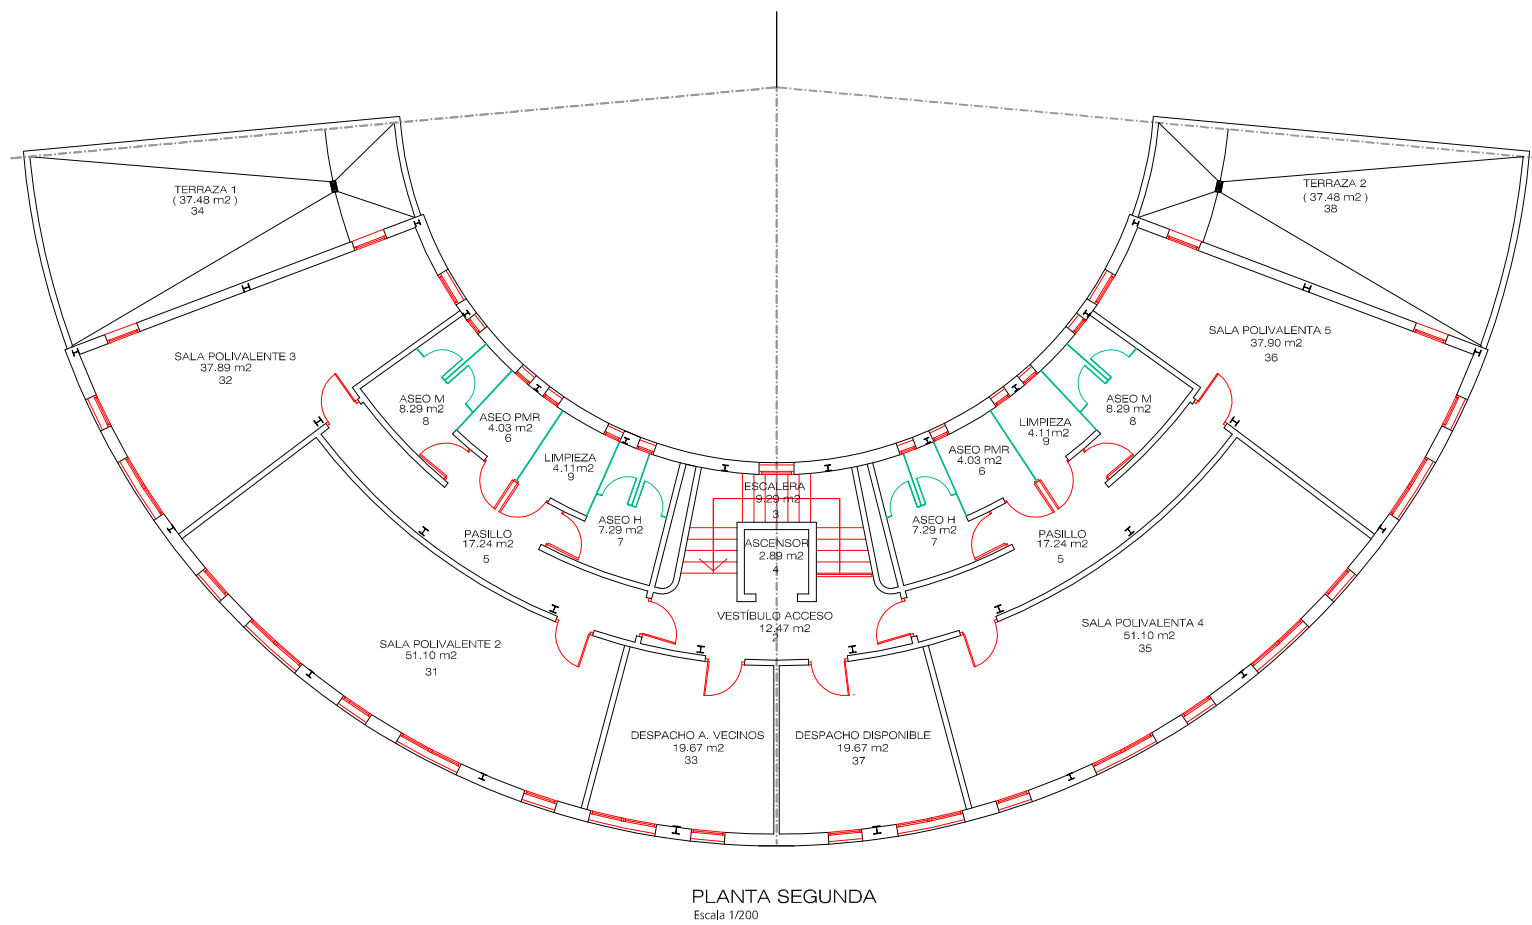 TERRAZA 1
( 37.48 m2 )
34
TERRAZA 2
( 37.48 m2 )
38
SALA POLIVALENTE 3
37.89 m2
32
SALA POLIVALENTA 5
37.90 m2
36
ASEO M
8.29 m2
8
ASEO PMR
4.03 m2
6
LIMPIEZA
4.11m2
9
ASEO H
7.29 m2
7
PASILLO
17.24 m2
5
ESCALERA
9.29 m2
3
ASCENSOR
2.89 m2
4
VESTÍBULO ACCESO
12.47 m2
2
ASEO H
7.29 m2
7
ASEO PMR
4.03 m2
6
LIMPIEZA
4.11m2
9
ASEO M
8.29 m2
8
PASILLO
17.24 m2
5
SALA POLIVALENTE 2
51.10 m2
31
SALA POLIVALENTA 4
51.10 m2
35
DESPACHO A. VECINOS
19.67 m2
33
DESPACHO DISPONIBLE
19.67 m2
37
PLANTA SEGUNDA
Escala 1/200